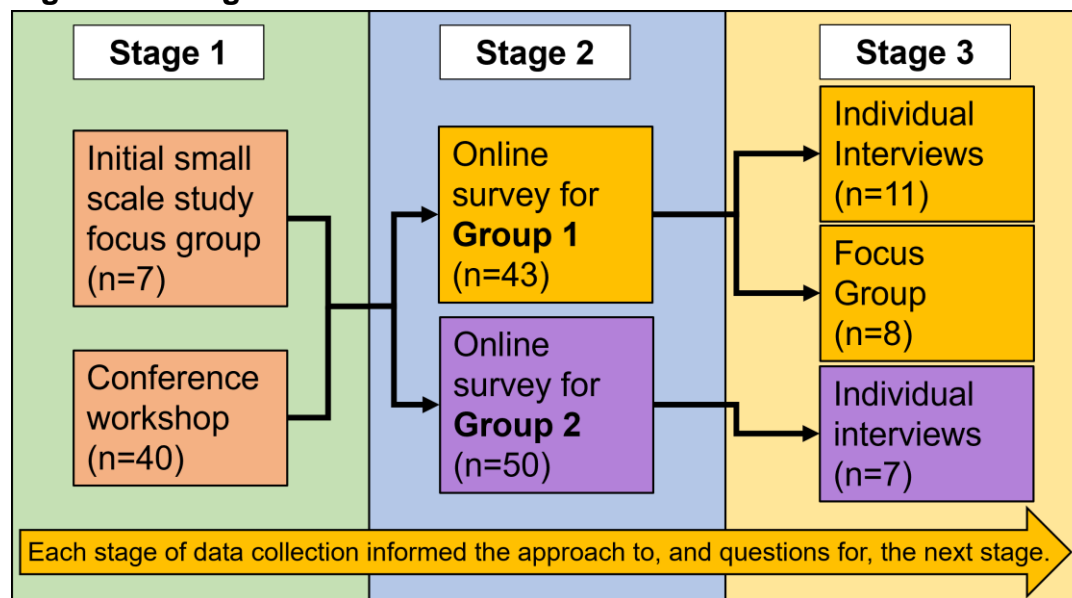 Stage 1
Initial small
scale study
focus group
(n=7)
Conference
workshop
(n=40)
Stage 2
Online
survey for
Group 1
(n=43)
Online
survey for
Group 2
(n=50)
Stage 3
Individual
Interviews
(n=11)
Focus
Group
(n=8)
Individual
interviews
(n=7)
Each stage of data collection informed the approach to, and questions for, the next stage.